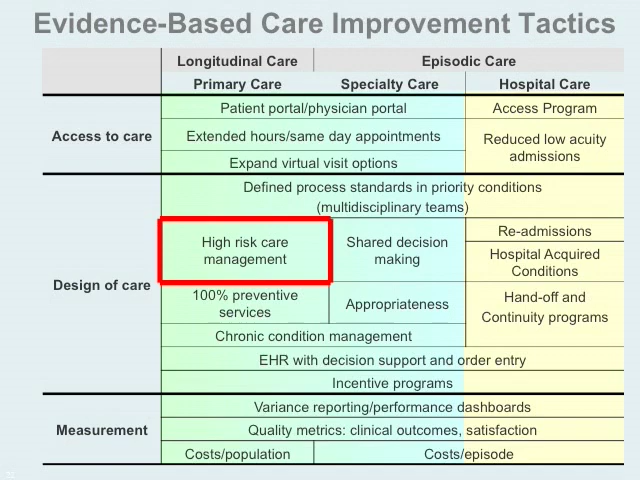 Evidence-Based Care Improvement Tactics
Longitudinal Care
Episodic Care
Primary Care
Specialty Care
Hospital Care
Access to care
Patient portal/physician portal
Access Program
Extended hours/same day appointments
Reduced low acuity
admissions
Expand virtual visit options
Design of care
Defined process standards in priority conditions
(multidisciplinary teams)
High risk care
management
Shared decision
making
Re-admissions
Hospital Acquired
Conditions
100% preventive
services
Appropriateness
Hand-off and
Continuity programs
Chronic condition management
EHR with decision support and order entry
Incentive programs
Measurement
Variance reporting/performance dashboards
Quality metrics: clinical outcomes, satisfaction
Costs/population
Costs/episode